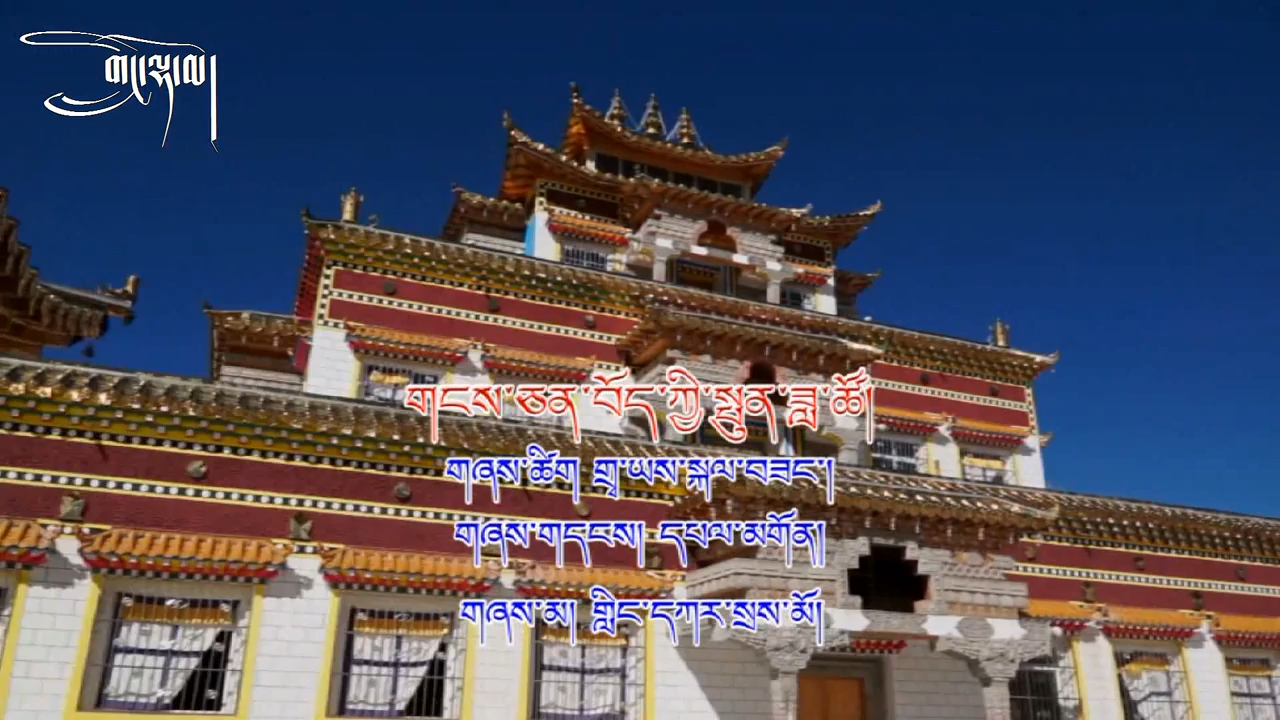 གངས་ཅན་བོད་ཀྱི་སྤུན་ཟླ་ཚོ།
གཞས་ཚིག གྲྭ་ཡས་སྐལ་བཟང་།
གཞས་གདངས། དཔལ་མགོན།
གཞས་མ། གླིང་དཀར་སྲས་མོ།